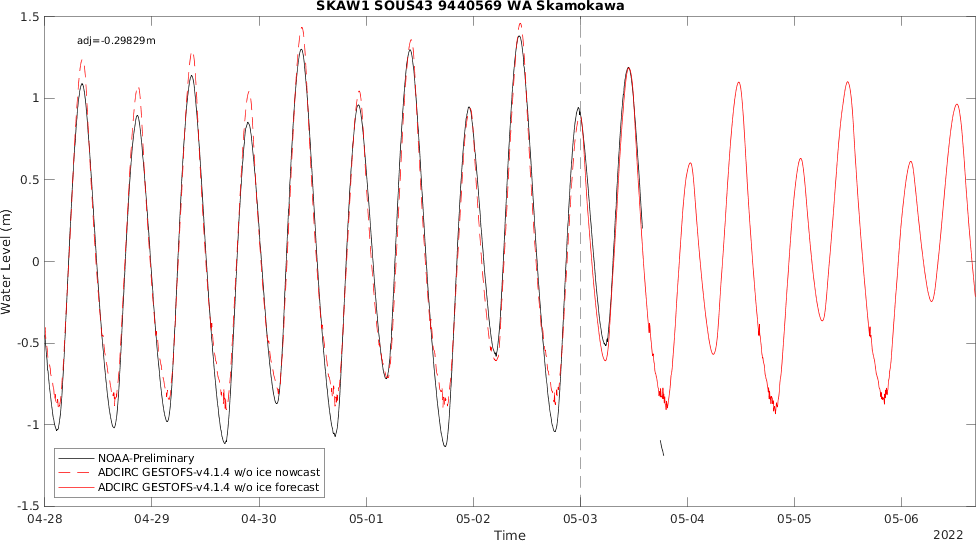 SKAW1 SOUS43 9440569 WA Skamokawa
adj=-0.29829m
1.5
1
0.5
0
-0.5
-1
-1.5
Water Level (m)
NOAA-Preliminary
ADCIRC GESTOFS-v4.1.4 w/o ice nowcast
ADCIRC GESTOFS-v4.1.4 w/o ice forecast
04-28 04-29 04-30 05-01 05-02 05-03 05-04 05-05 05-06
Time
2022